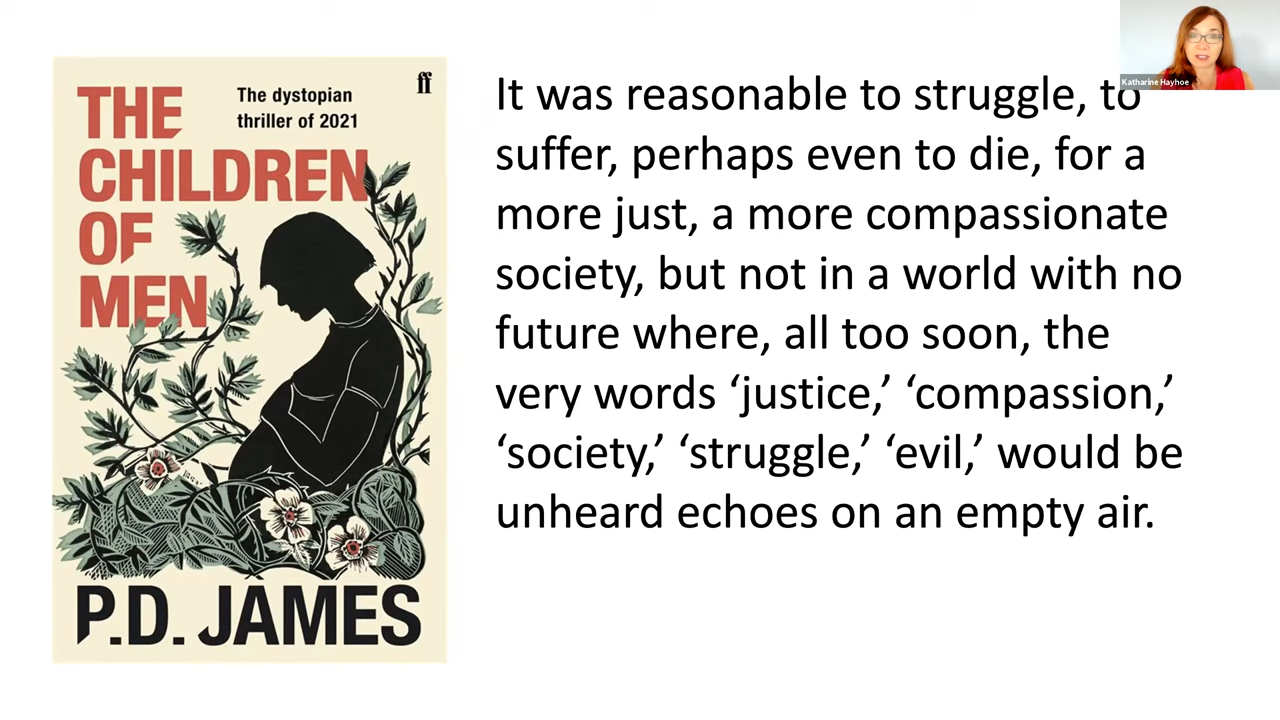 THE
CHILDREN
OF
MEN
The dystopian
thriller of 2021
ff
P.D. JAMES
It was reasonable to struggle, to
suffer, perhaps even to die, for a
more just, a more compassionate
society, but not in a world with no
future where, all too soon, the
very words ‘justice,’ ‘compassion,’
‘society,’ ‘struggle,’ ‘evil,’ would be
unheard echoes on an empty air.
Katharine Hayhoe